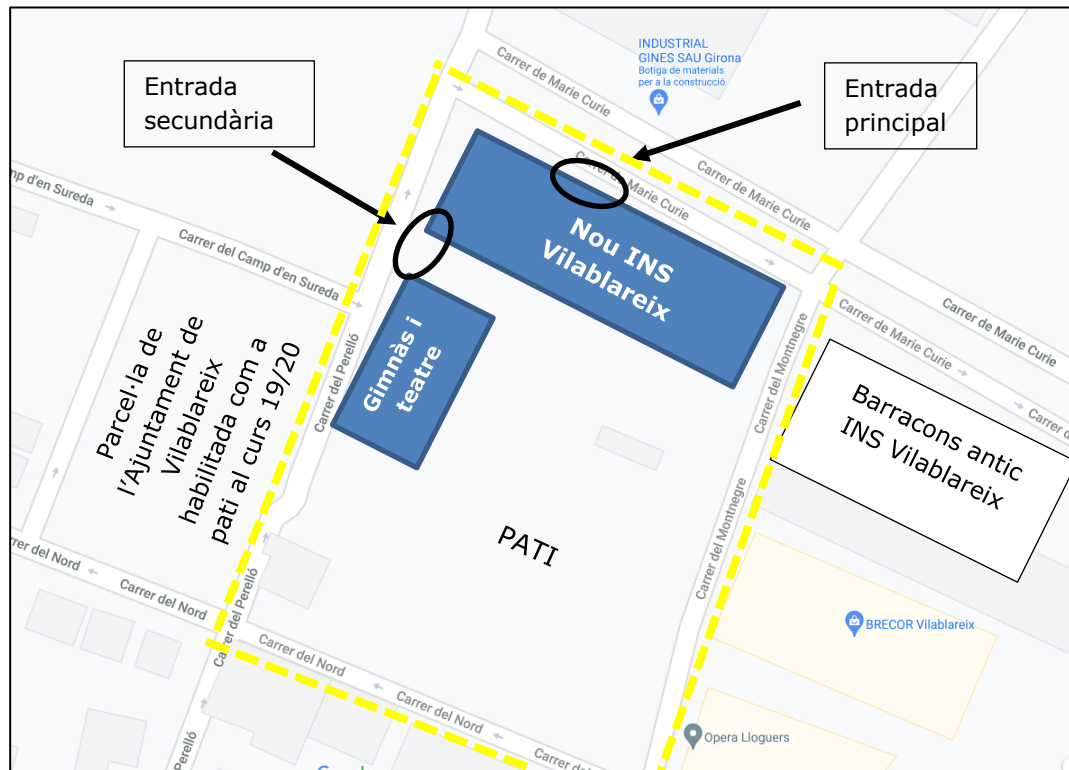 INDUSTRIAL
GINES SAU Girona
Botiga de materials
per a la construcció
Entrada
secundària
Entrada
principal
Carrer de Marie Curie
Carrer de Marie Curie
Carrer de Marie Curie
Camp d'en Sureda
Carrer del Camp d'en Sureda
Nou INS
Vilablareix
Gimnàs i
teatre
Carrer de Marie Curie
Carrer de Marie Curie
Carrer de
Carrer del Montnegre
Carrer del Perelló
Parcel·la de
l'Ajuntament de
Vilablareix
habilitada com a
pati al curs 19/20
Barracons antic
INS Vilablareix
PATI
Carrer del Montnegre
Carrer del Nord
Carrer del Nord
Carrer del Perelló
BRECOR Vilablareix
Carrer del Nord
Carrer del Nord
Carrer del
Perelló
Opera Lloguers